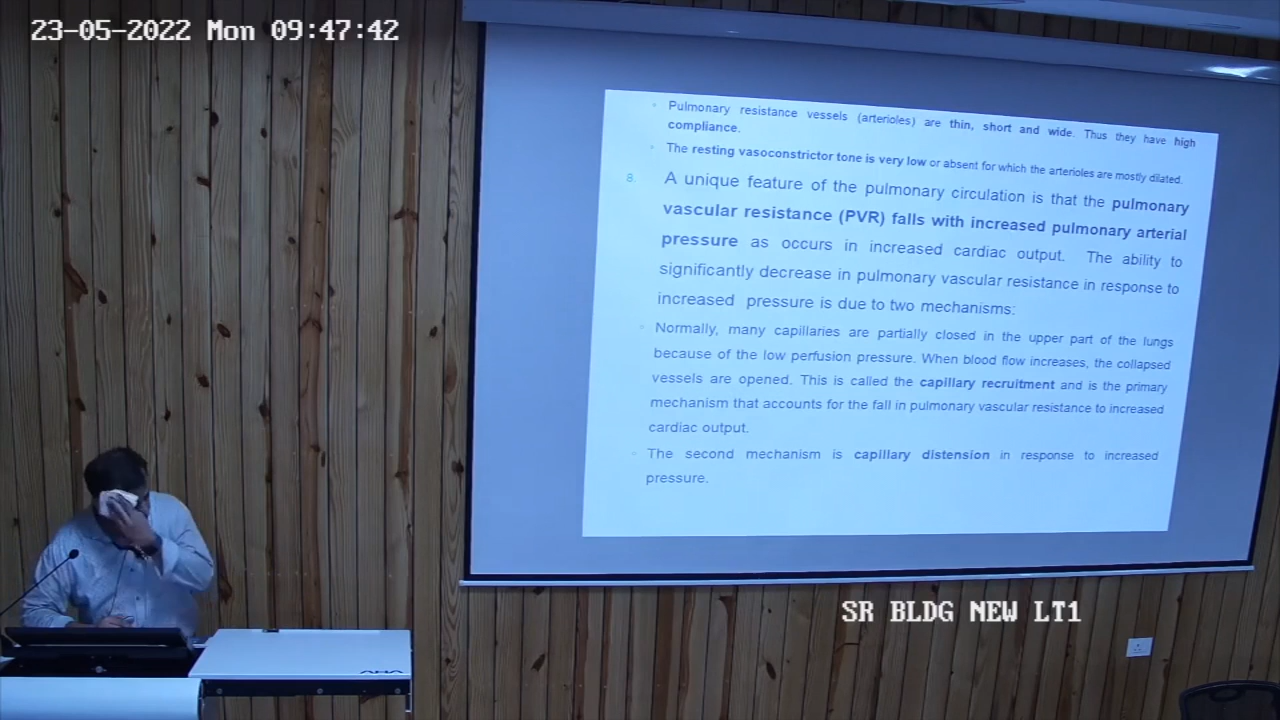 23-05-2022 Mon 09:47:42
Pulmonary resistance vessels (arterioles) are thin, short and wide. Thus they have high
compliance.
The resting vasoconstrictor tone is very low or absent for which the arterioles are mostly dilated.
8. A unique feature of the pulmonary circulation is that the pulmonary
vascular resistance (PVR) falls with increased pulmonary arterial
pressure as occurs in increased cardiac output. The ability to
significantly decrease in pulmonary vascular resistance in response to
increased pressure is due to two mechanisms:
Normally, many capillaries are partially closed in the upper part of the lungs
because of the low perfusion pressure. When blood flow increases, the collapsed
vessels are opened. This is called the capillary recruitment and is the primary
mechanism that accounts for the fall in pulmonary vascular resistance to increased
cardiac output.
The second mechanism is capillary distension in response to increased
pressure.
SR BLDG NEW LT1
AHA